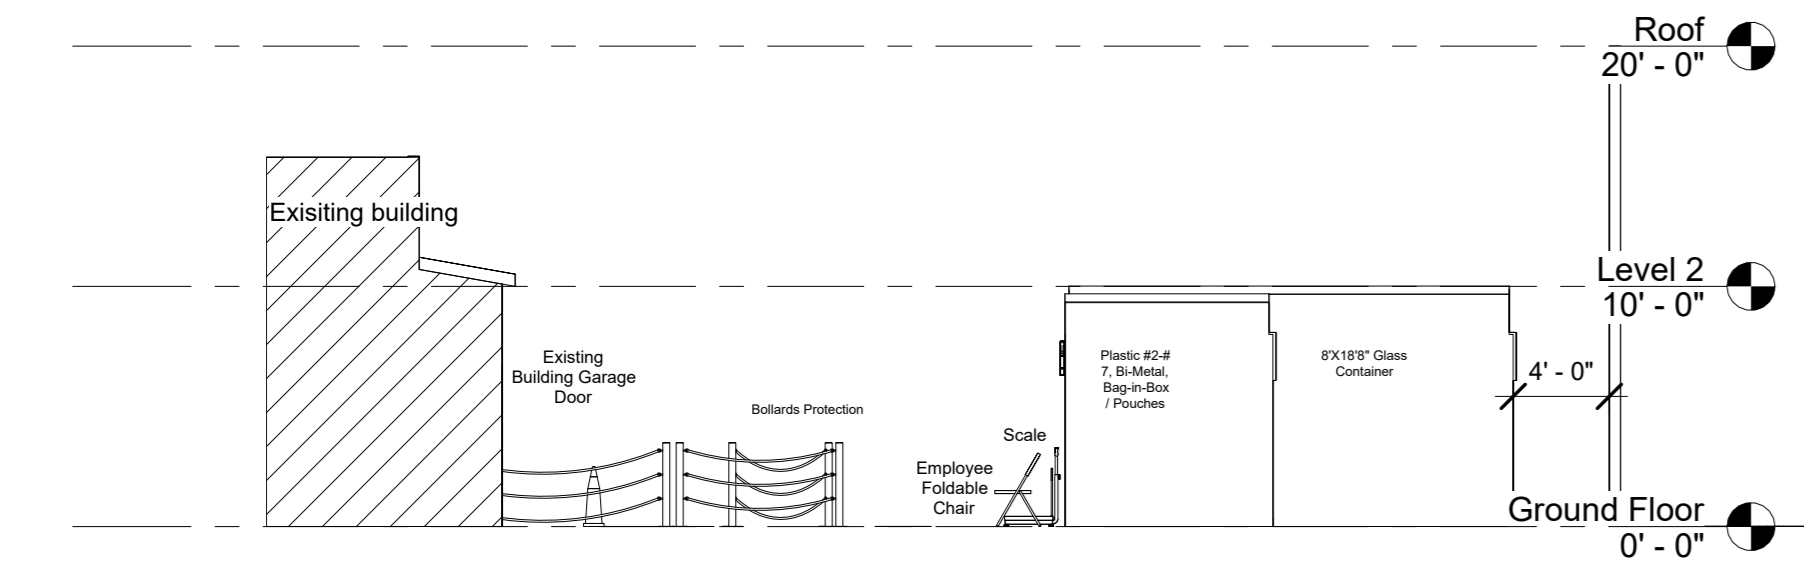 Roof
20' - 0"
Exisiting building
Level 2
10' - 0"
Existing
Building Garage
Door
Bollards Protection
Plastic #2-#
7, Bi-Metal,
Bag-in-Box
/ Pouches
8'X18'8" Glass
Container
4' - 0"
Scale
Employee
Foldable
Chair
Ground Floor
0' - 0"